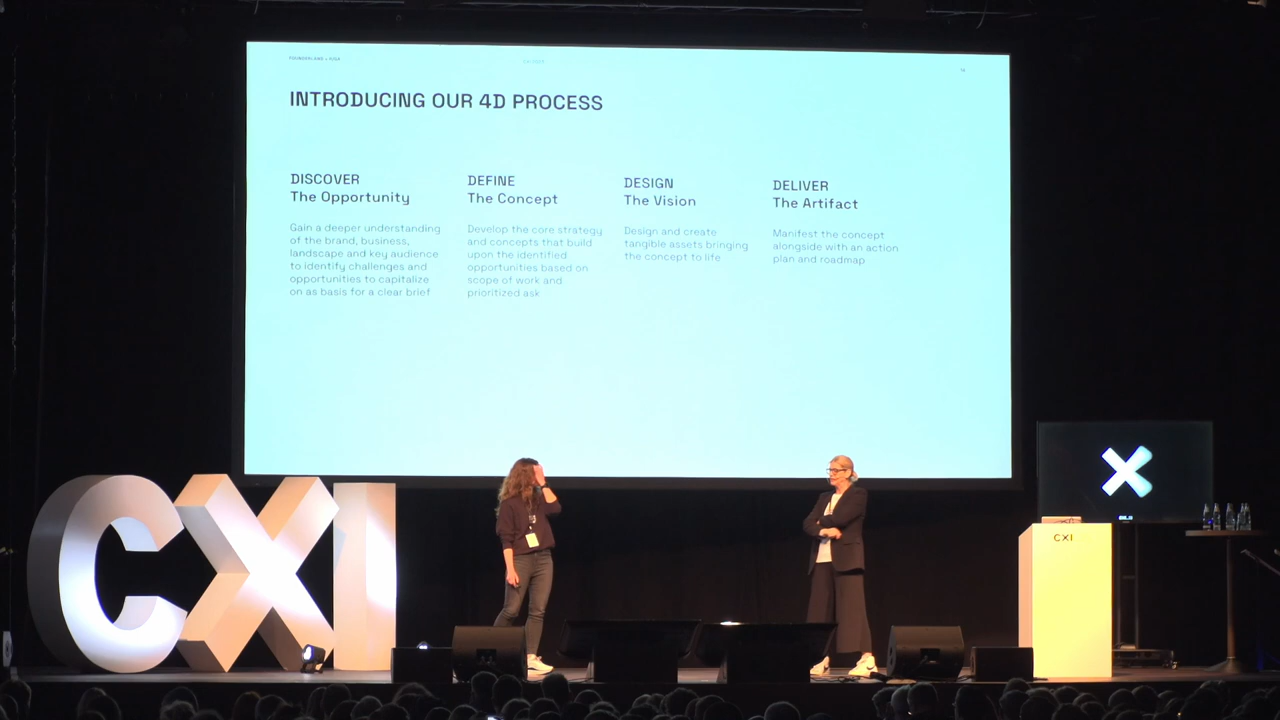 INTRODUCING OUR 4D PROCESS
DISCOVER
The Opportunity
Gain a deeper understanding
of the brand, business,
landscape and key audience
to identify challenges and
opportunities to capitalize
on as basis for a clear brief
DEFINE
The Concept
Develop the core strategy
and concepts that build
upon the identified
opportunities based on
scope of work and
prioritized ask
DESIGN
The Vision
Design and create
tangible assets bringing
the concept to life
DELIVER
The Artifact
Manifest the concept
alongside with an action
plan and roadmap
CXI
CXI